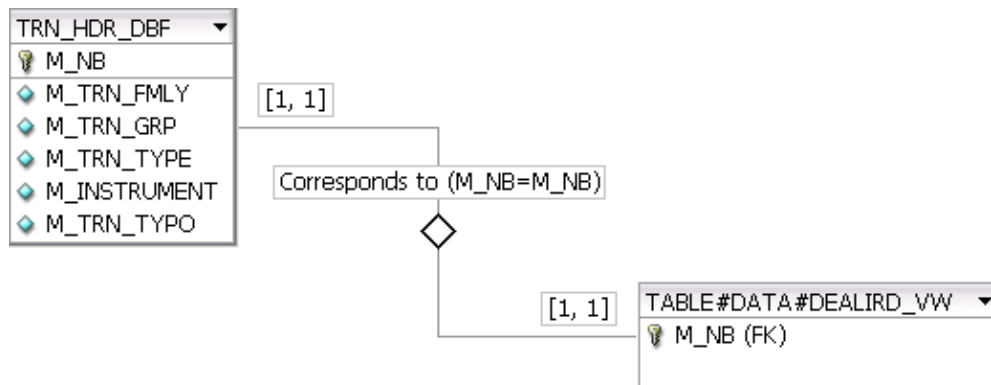 TRN_HDR_DBF
M_NB
M_TRN_FMLY
M_TRN_GRP
M_TRN_TYPE
M_INSTRUMENT
M_TRN_TYPO
[1, 1]
Corresponds to (M_NB=M_NB)
[1, 1]
TABLE#DATA#DEALIRD_VW
M_NB (FK)